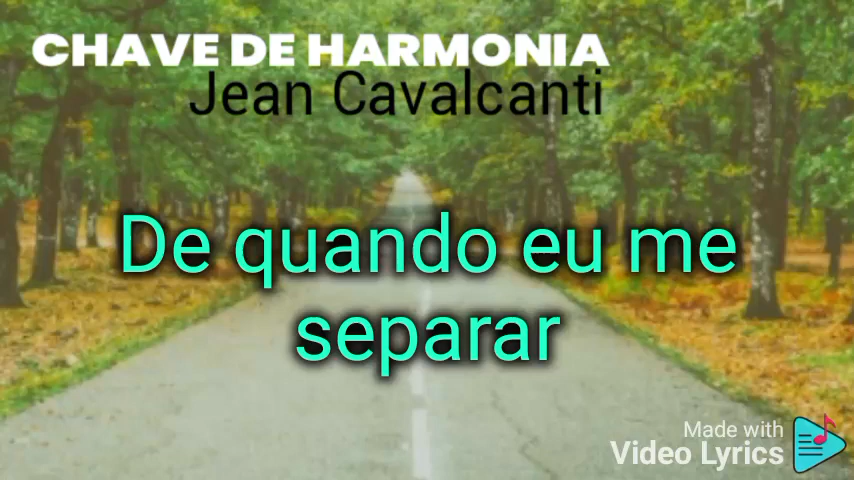 CHAVE DE HARMONIA
Jean Cavalcanti
De quando eu me
separar
Made with
Video Lyrics